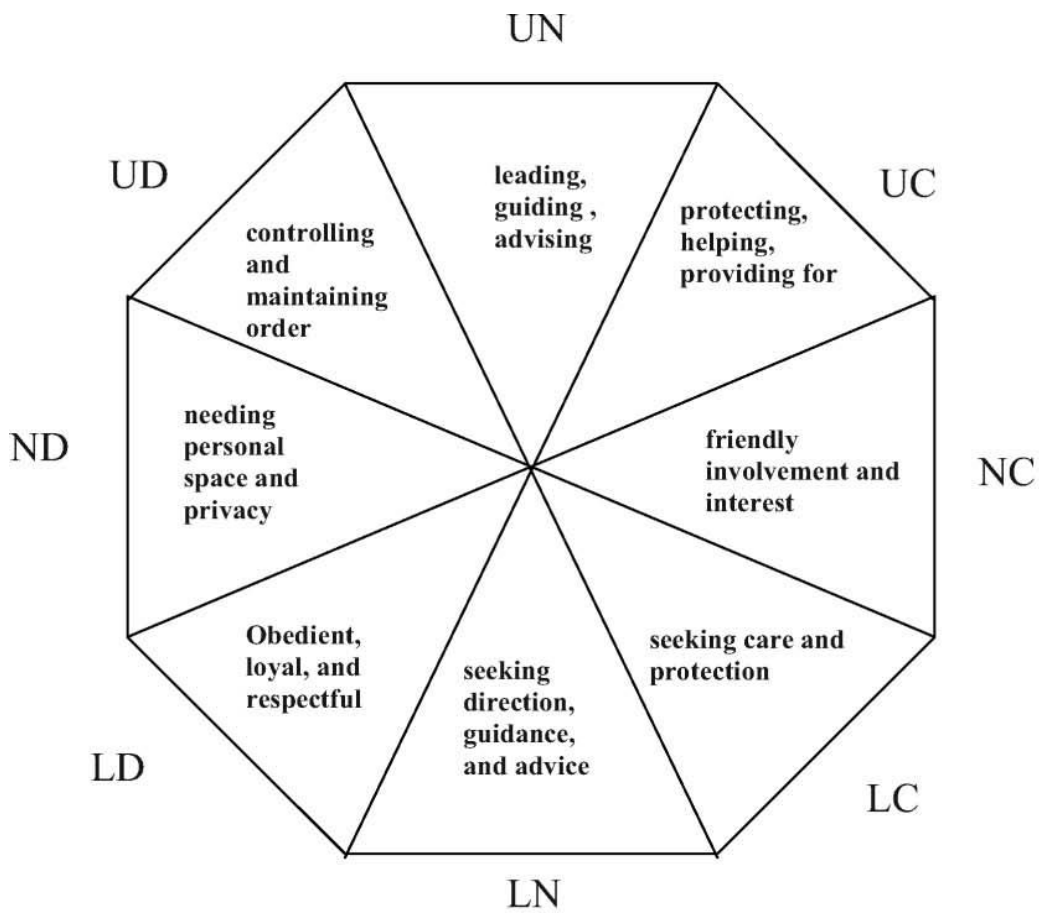 UN
UD
UC
leading,
guiding ,
advising
protecting,
helping,
providing for
controlling
and
maintaining
order
ND
needing
personal
space and
privacy
friendly
involvement and
interest
NC
Obedient,
loyal, and
respectful
seeking
direction,
guidance,
and advice
seeking care and
protection
LD
LC
LN